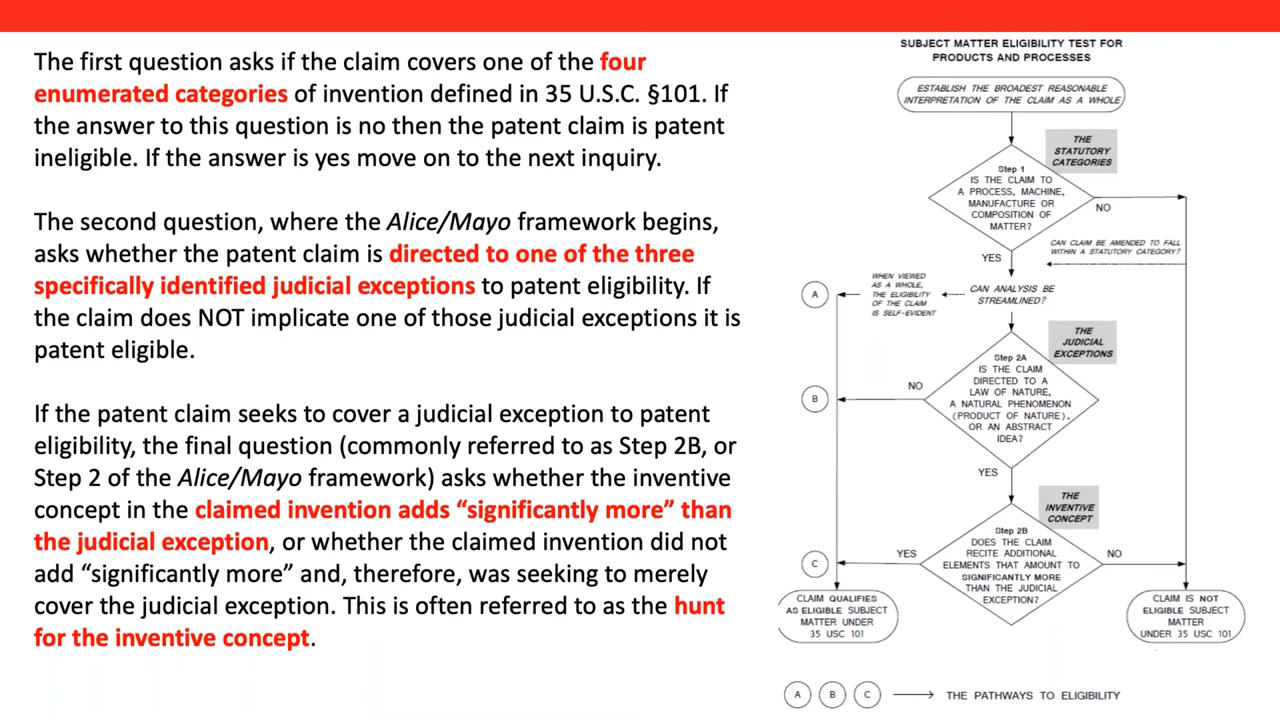 The first question asks if the claim covers one of the four
enumerated categories of invention defined in 35 U.S.C. §101. If
the answer to this question is no then the patent claim is patent
ineligible. If the answer is yes move on to the next inquiry.
The second question, where the Alice/Mayo framework begins,
asks whether the patent claim is directed to one of the three
specifically identified judicial exceptions to patent eligibility. If
the claim does NOT implicate one of those judicial exceptions it is
patent eligible.
If the patent claim seeks to cover a judicial exception to patent
eligibility, the final question (commonly referred to as Step 2B, or
Step 2 of the Alice/Mayo framework) asks whether the inventive
concept in the claimed invention adds “significantly more” than
the judicial exception, or whether the claimed invention did not
add “significantly more” and, therefore, was seeking to merely
cover the judicial exception. This is often referred to as the hunt
for the inventive concept.
SUBJECT MATTER ELIGIBILITY TEST FOR
PRODUCTS AND PROCESSES
ESTABLISH THE BROADEST REASONABLE
INTERPRETATION OF THE CLAIM AS A WHOLE
THE
STATUTORY
CATEGORIES
Step 1
IS THE CLAIM TO
A PROCESS, MACHINE,
MANUFACTURE OR
COMPOSITION OF
MATTER?
NO
YES
CAN CLAIM BE AMENDED TO FALL
WITHIN A STATUTORY CATEGORY?
WHEN VIEWED
AS A WHOLE,
THE ELIGIBILITY
OF THE CLAIM
IS SELF-EVIDENT
A
CAN ANALYSIS BE
STREAMLINED?
THE
JUDICIAL
EXCEPTIONS
Step 2A
IS THE CLAIM
DIRECTED TO A
LAW OF NATURE,
A NATURAL PHENOMENON
(PRODUCT OF NATURE),
OR AN ABSTRACT
IDEA?
NO
B
YES
THE
INVENTIVE
CONCEPT
Step 2B
DOES THE CLAIM
RECITE ADDITIONAL
ELEMENTS THAT AMOUNT TO
SIGNIFICANTLY MORE
THAN THE JUDICIAL
EXCEPTION?
YES
NO
C
CLAIM QUALIFIES
AS ELIGIBLE SUBJECT
MATTER UNDER
35 USC 101
CLAIM IS NOT
ELIGIBLE SUBJECT
MATTER
UNDER 35 USC 101
A B C THE PATHWAYS TO ELIGIBILITY